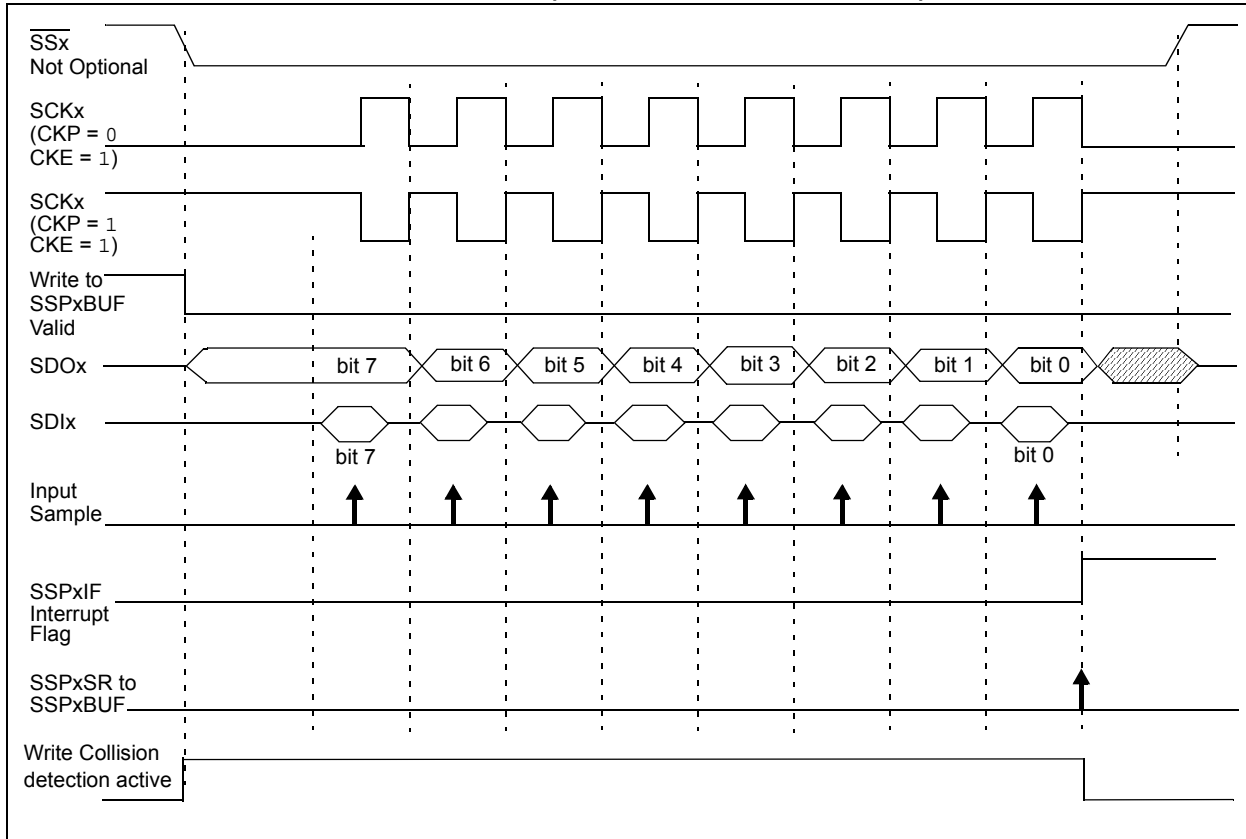 SSx
Not Optional
SCKx
(CKP = 0
CKE = 1)
SCKx
(CKP = 1
CKE = 1)
Write to
SSPxBUF
Valid
SDOx
bit 7
bit 6
bit 5
bit 4
bit 3
bit 2
bit 1
bit 0
SDIx
bit 7
bit 0
Input
Sample
SSPxIF
Interrupt
Flag
SSPxSR to
SSPxBUF
Write Collision
detection active